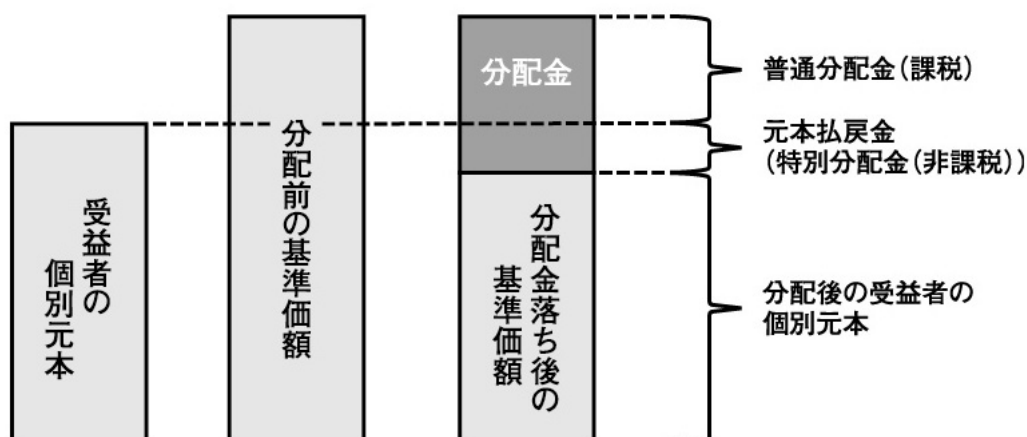 受益者の
個別元本
分配前の基準価額
分配金
分配金落ち後の
基準価額
普通分配金(課税)
元本払戻金
(特別分配金(非課税))
分配後の受益者の
個別元本